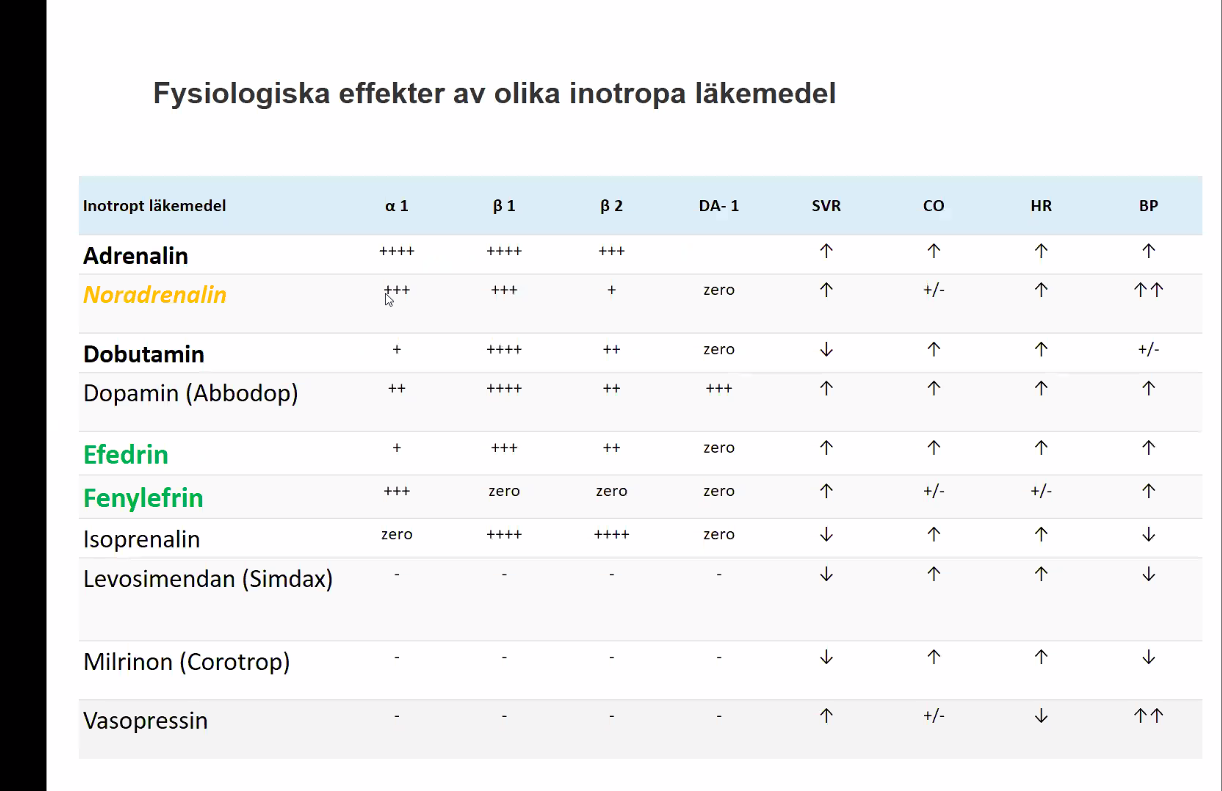 Fysiologiska effekter av olika inotropa läkemedel
Inotropt läkemedel α 1 β 1 β 2 DA- 1 SVR CO HR BP
Adrenalin ++++ ++++ +++ ↑ ↑ ↑ ↑
Noradrenalin +++ +++ + zero ↑ +/- ↑ ↑↑
Dobutamin + ++++ ++ zero ↓ ↑ ↑ +/-
Dopamin (Abbodop) ++ ++++ ++ +++ ↑ ↑ ↑ ↑
Efedrin + +++ ++ zero ↑ ↑ ↑ ↑
Fenylefrin +++ zero zero zero ↑ +/- +/- ↑
Isoprenalin zero ++++ ++++ zero ↓ ↑ ↑ ↓
Levosimendan (Simdax) - - - - ↓ ↑ ↑ ↓
Milrinon (Corotrop) - - - - ↓ ↑ ↑ ↓
Vasopressin - - - - ↑ +/- ↓ ↑↑